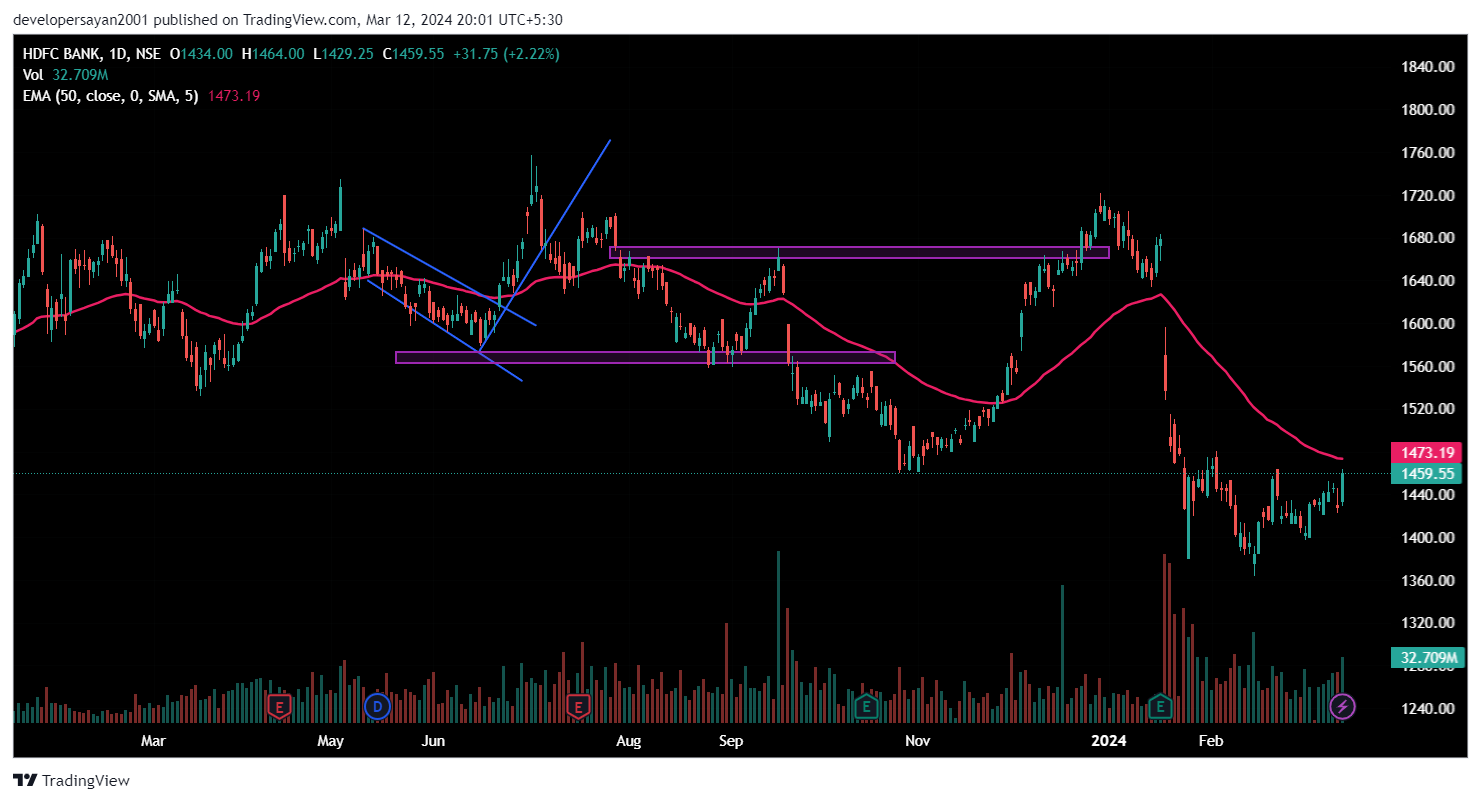 developersayan2001 published on TradingView.com, Mar 12, 2024 20:01 UTC+5:30
HDFC BANK, 1D, NSE O1434.00 H1464.00 L1429.25 C1459.55 +31.75 (+2.22%)
Vol 32.709M
EMA (50, close, 0, SMA, 5) 1473.19
1840.00
1800.00
1760.00
1720.00
1680.00
1640.00
1600.00
1560.00
1520.00
1473.19
1459.55
1440.00
1400.00
1360.00
1320.00
32.709M
1280.00
1240.00
E D E E E
Mar May Jun Aug Sep Nov 2024 Feb
TradingView